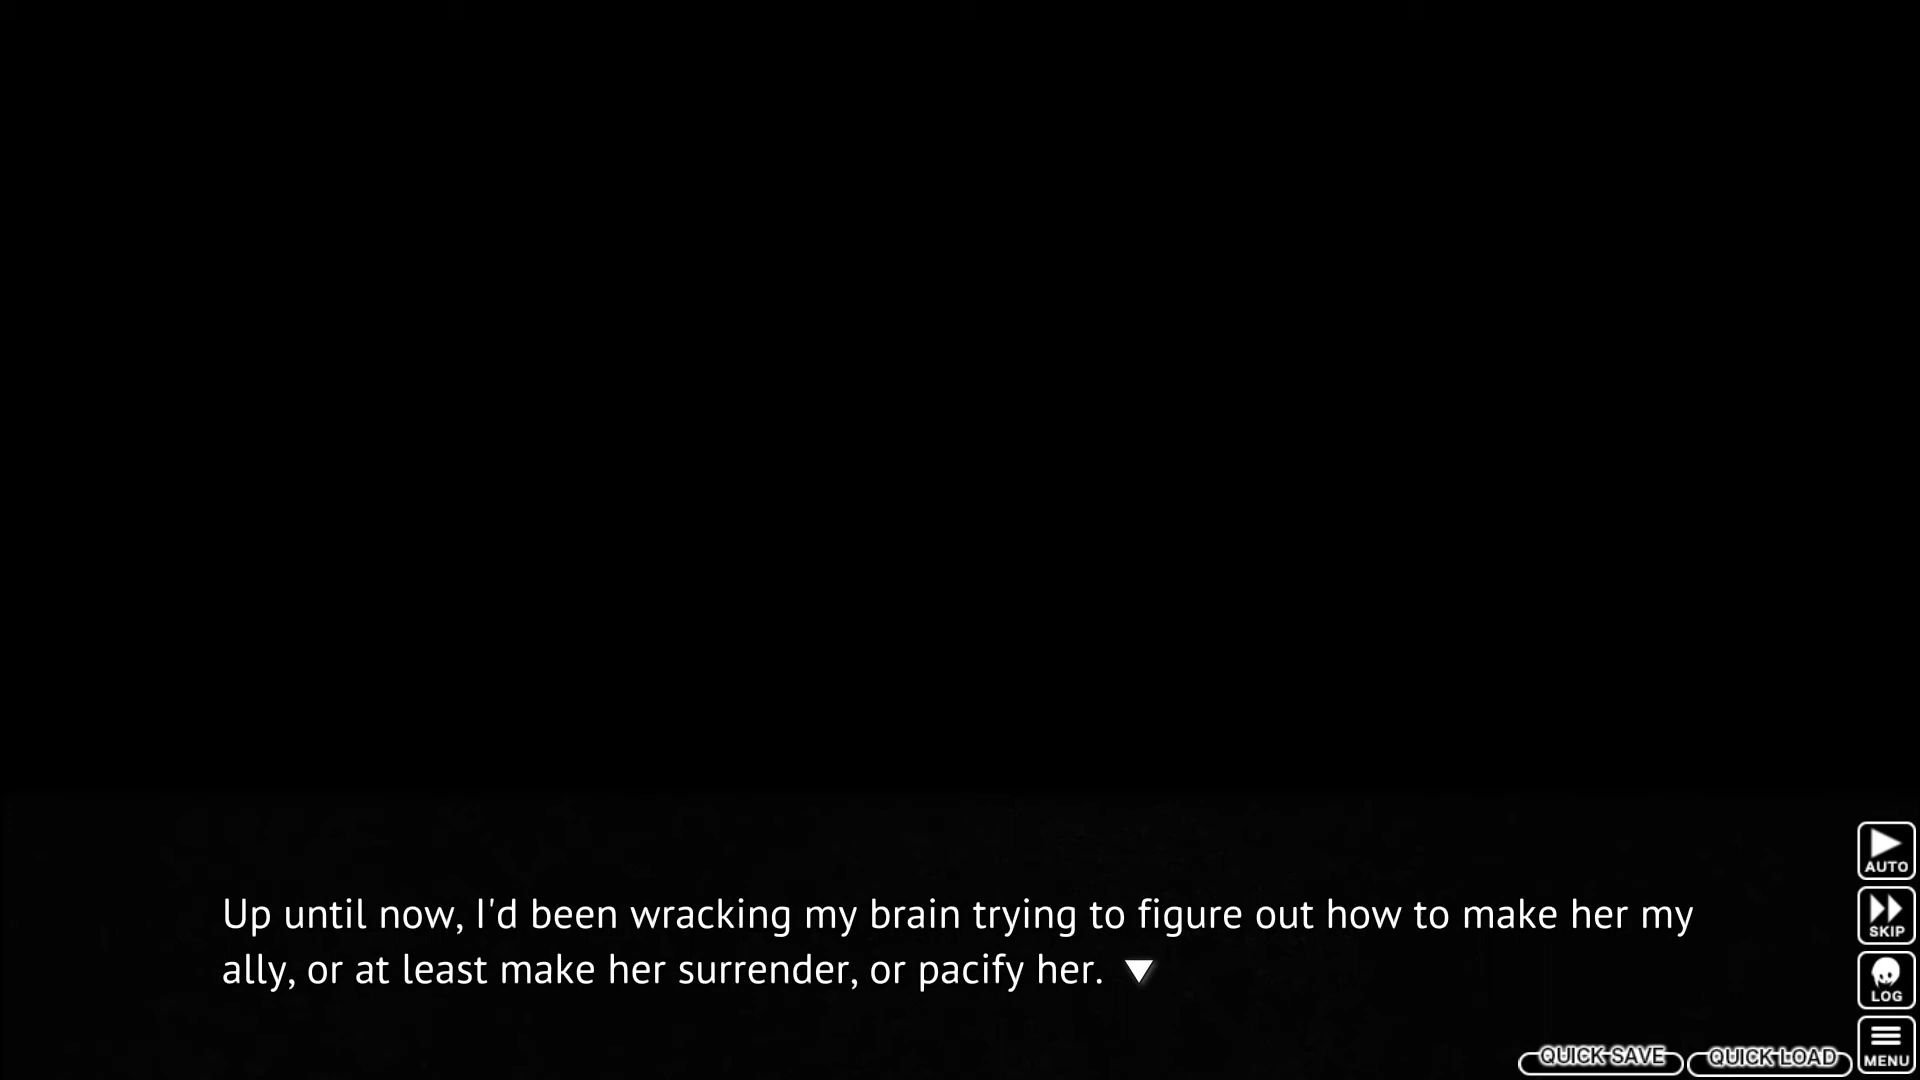 Up until now, I'd been wracking my brain trying to figure out how to make her my
ally, or at least make her surrender, or pacify her.
AUTO
SKIP
LOG
MENU
QUICK SAVE
QUICK LOAD